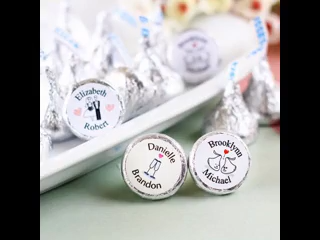 Elizabeth
Robert
Danielle
Brandon
Brooklynn
Michael